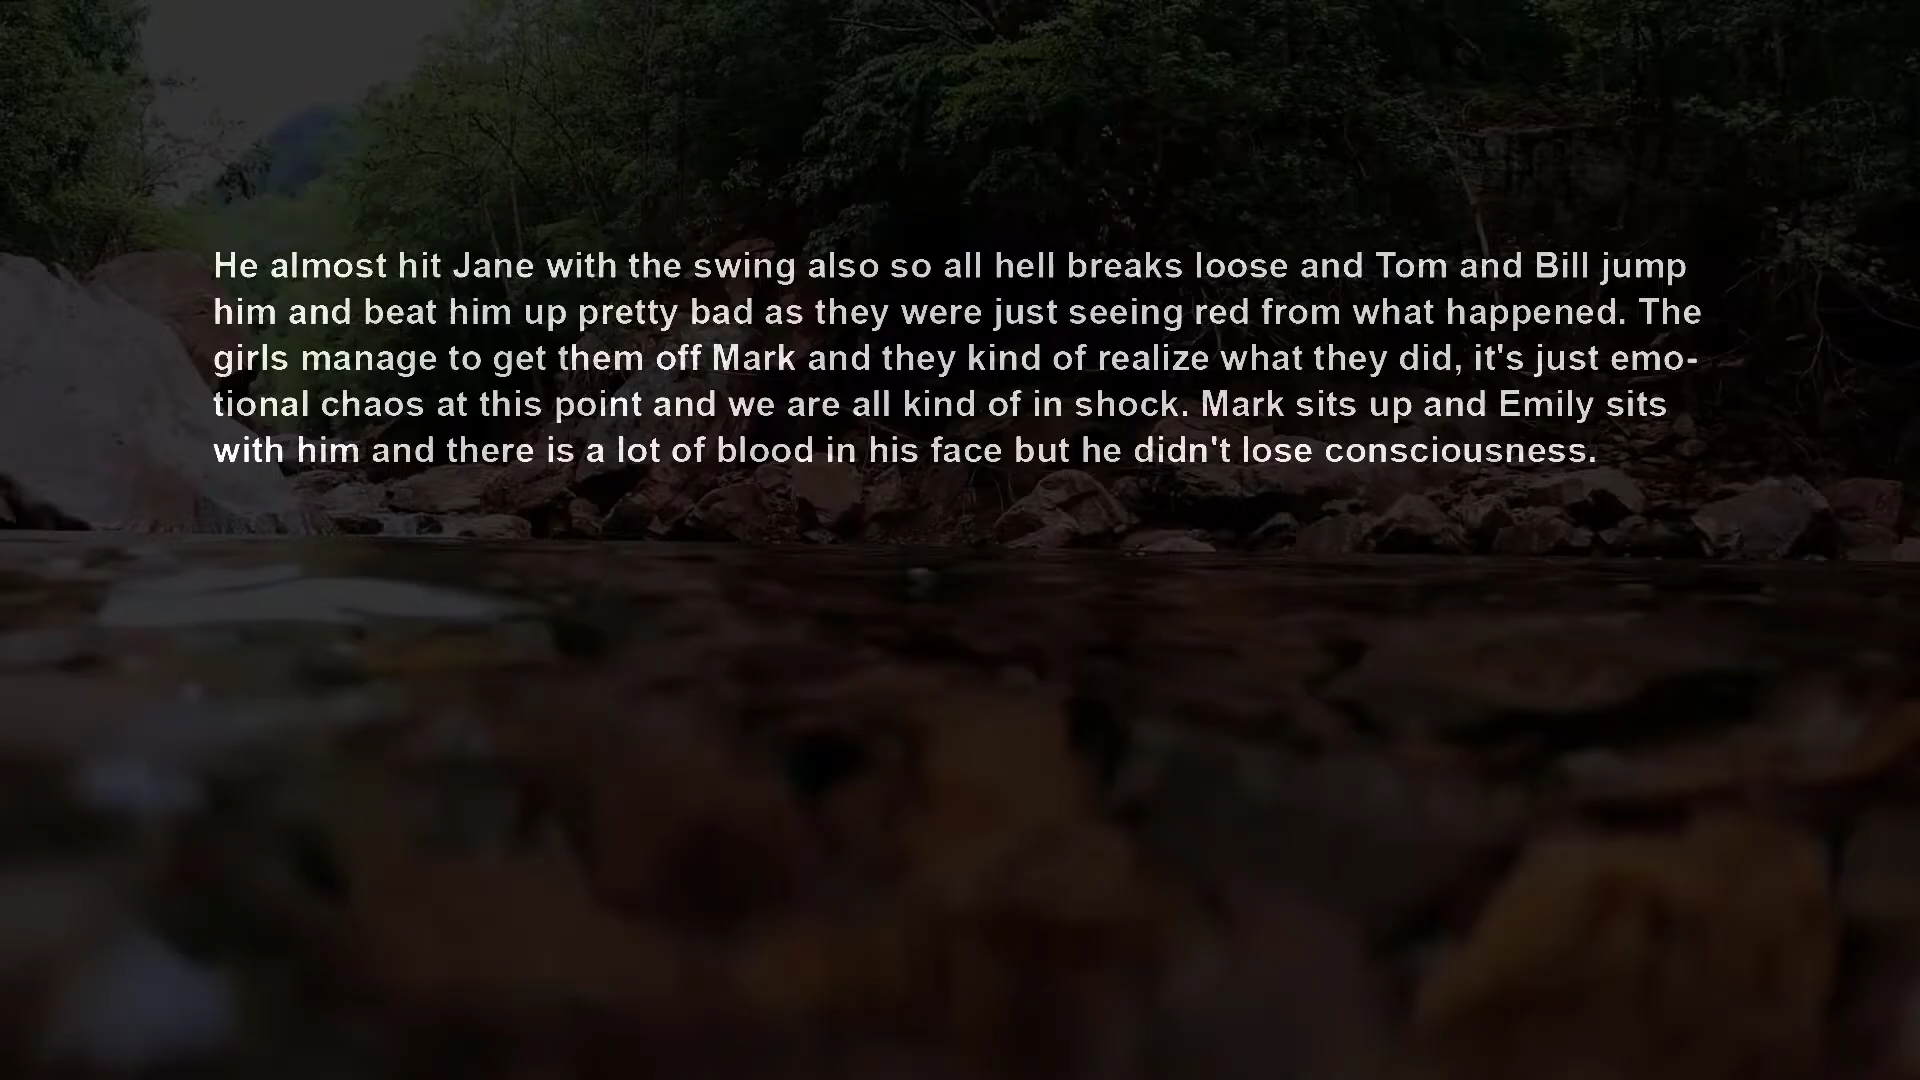 He almost hit Jane with the swing also so all hell breaks loose and Tom and Bill jump
him and beat him up pretty bad as they were just seeing red from what happened. The
girls manage to get them off Mark and they kind of realize what they did, it's just emo-
tional chaos at this point and we are all kind of in shock. Mark sits up and Emily sits
with him and there is a lot of blood in his face but he didn't lose consciousness.